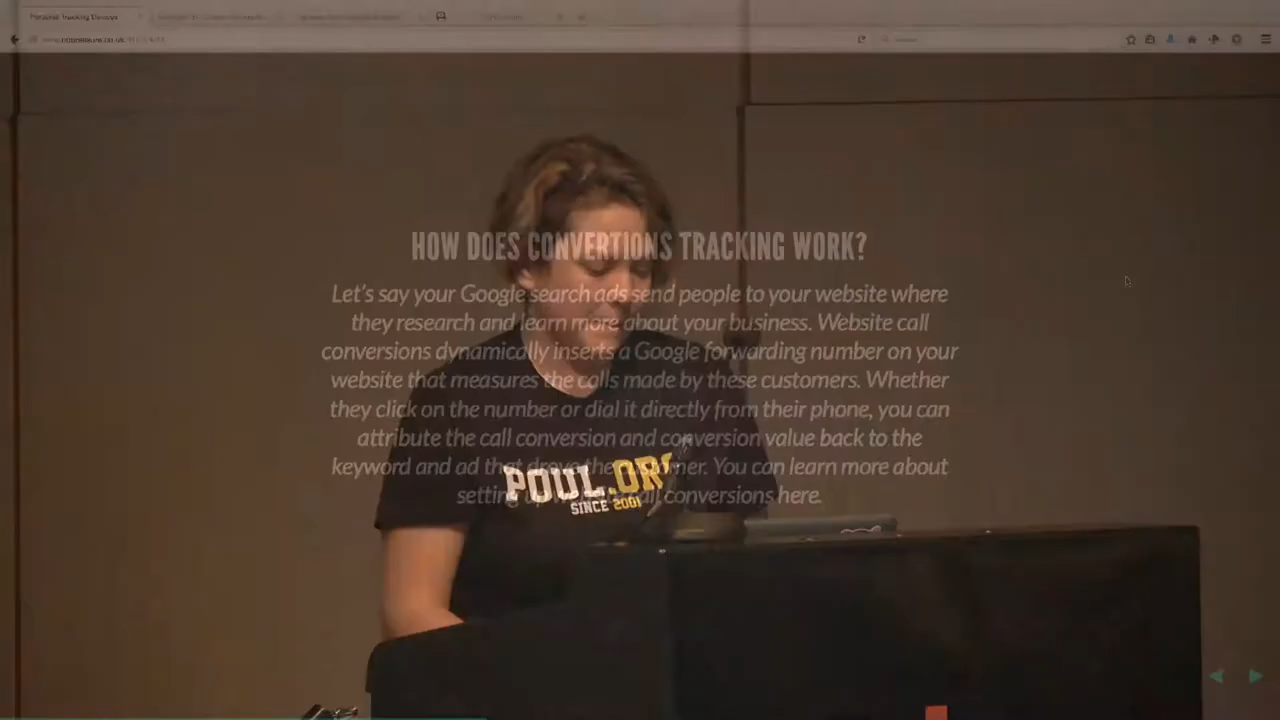 Personal Tracking Devices
HOW DOES CONVERTIONS TRACKING WORK?
Let's say your Google search ads send people to your website where
they research and learn more about your business. Website call
conversions dynamically inserts a Google forwarding number on your
website that measures the calls made by these customers. Whether
they click on the number or dial it directly from their phone, you can
attribute the call conversion and conversion value back to the
keyword and ad that drove the customer. You can learn more about
setting call conversions here.
POUL.ORG
SINCE 2001